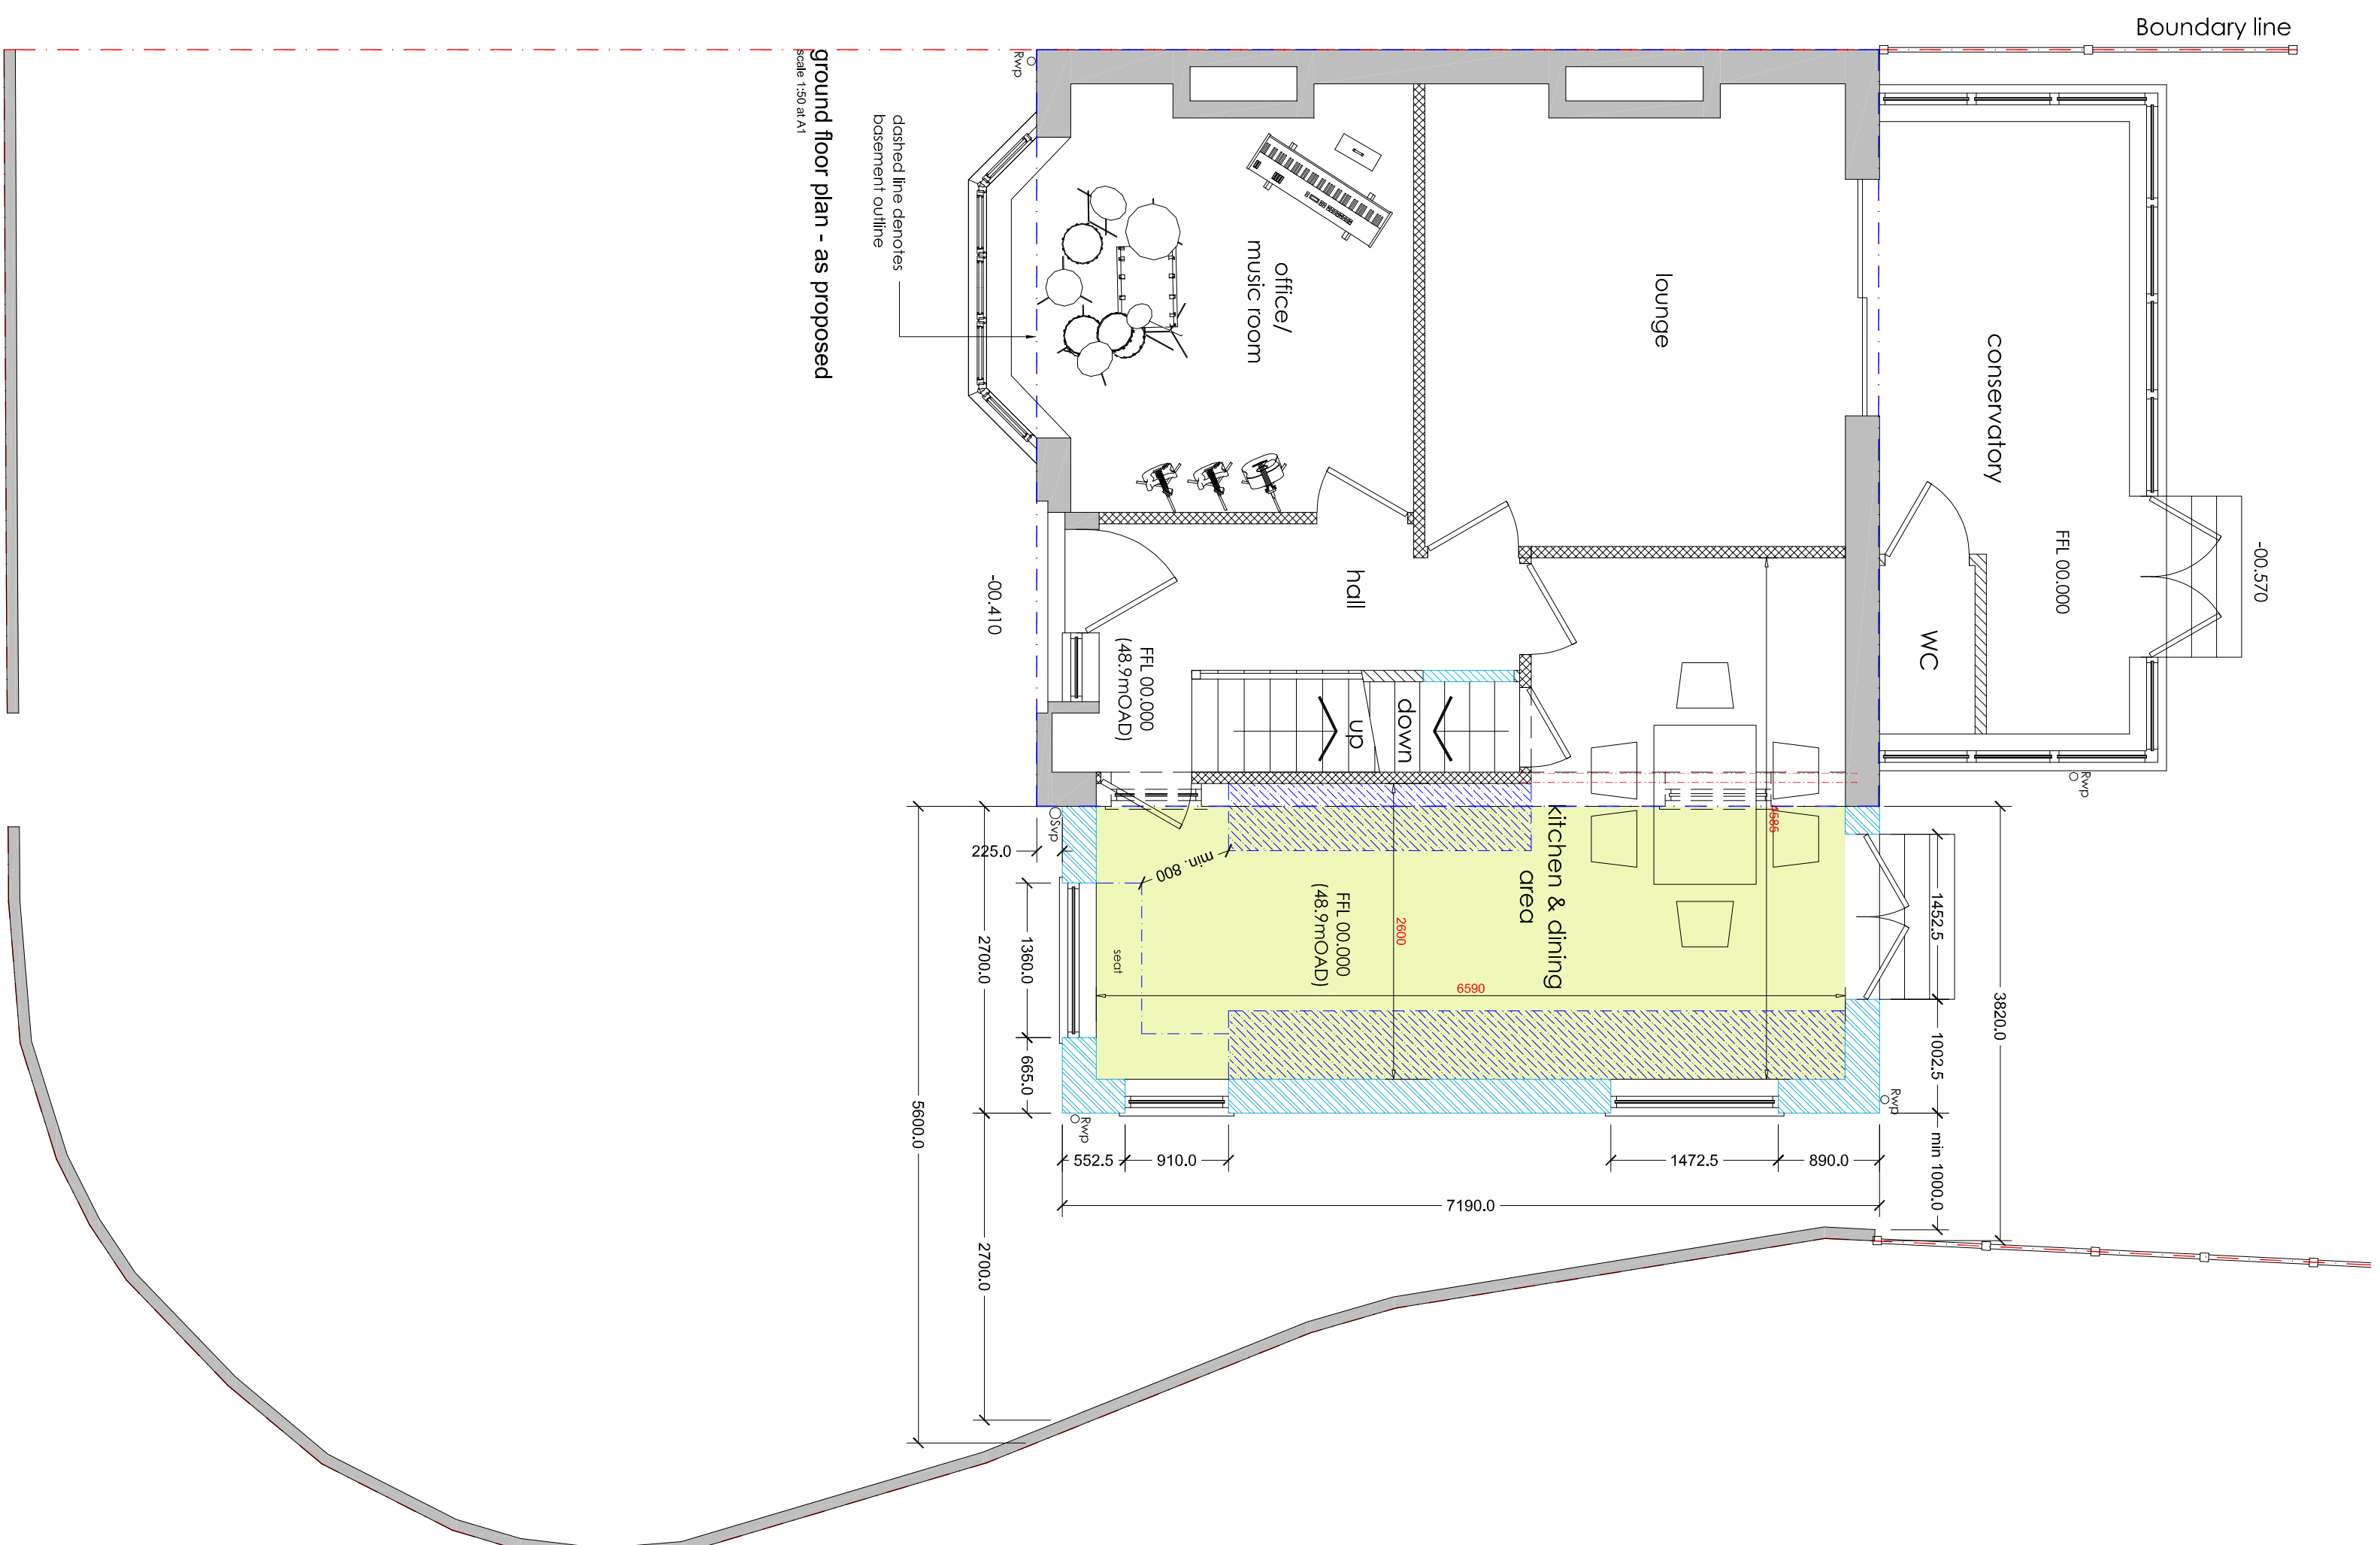 Boundary line
Rwp
ground floor plan - as proposed
scale 1:50 at A1
dashed line denotes
basement outline
office/
music room
lounge
conservatory
FFL 00.000
-00.570
WC
hall
-00.410
FFL 00.000
(48.9mOAD)
up
down
Rwp
Svp
225.0
min. 800
seat
kitchen & dining
area
FFL 00.000
(48.9mOAD)
2600
6590
4585
1452.5
3820.0
1002.5
min 1000.0
Rwp
1360.0
2700.0
665.0
5600.0
2700.0
Rwp
552.5
910.0
1472.5
890.0
7190.0